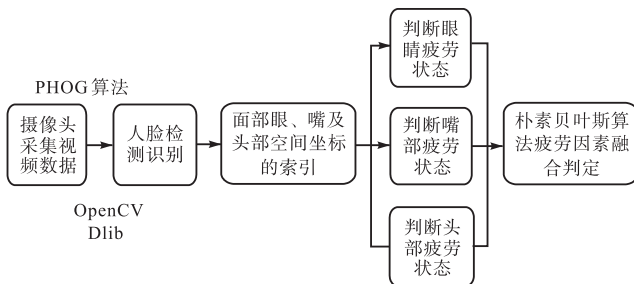 PHOG算法
摄像头
采集视
频数据
人脸检
测识别
OpenCV
Dlib
面部眼、嘴及
头部空间坐标
的索引
判断眼
睛疲劳
状态
判断嘴
部疲劳
状态
判断头
部疲劳
状态
朴素贝叶斯算
法疲劳因素融
合判定